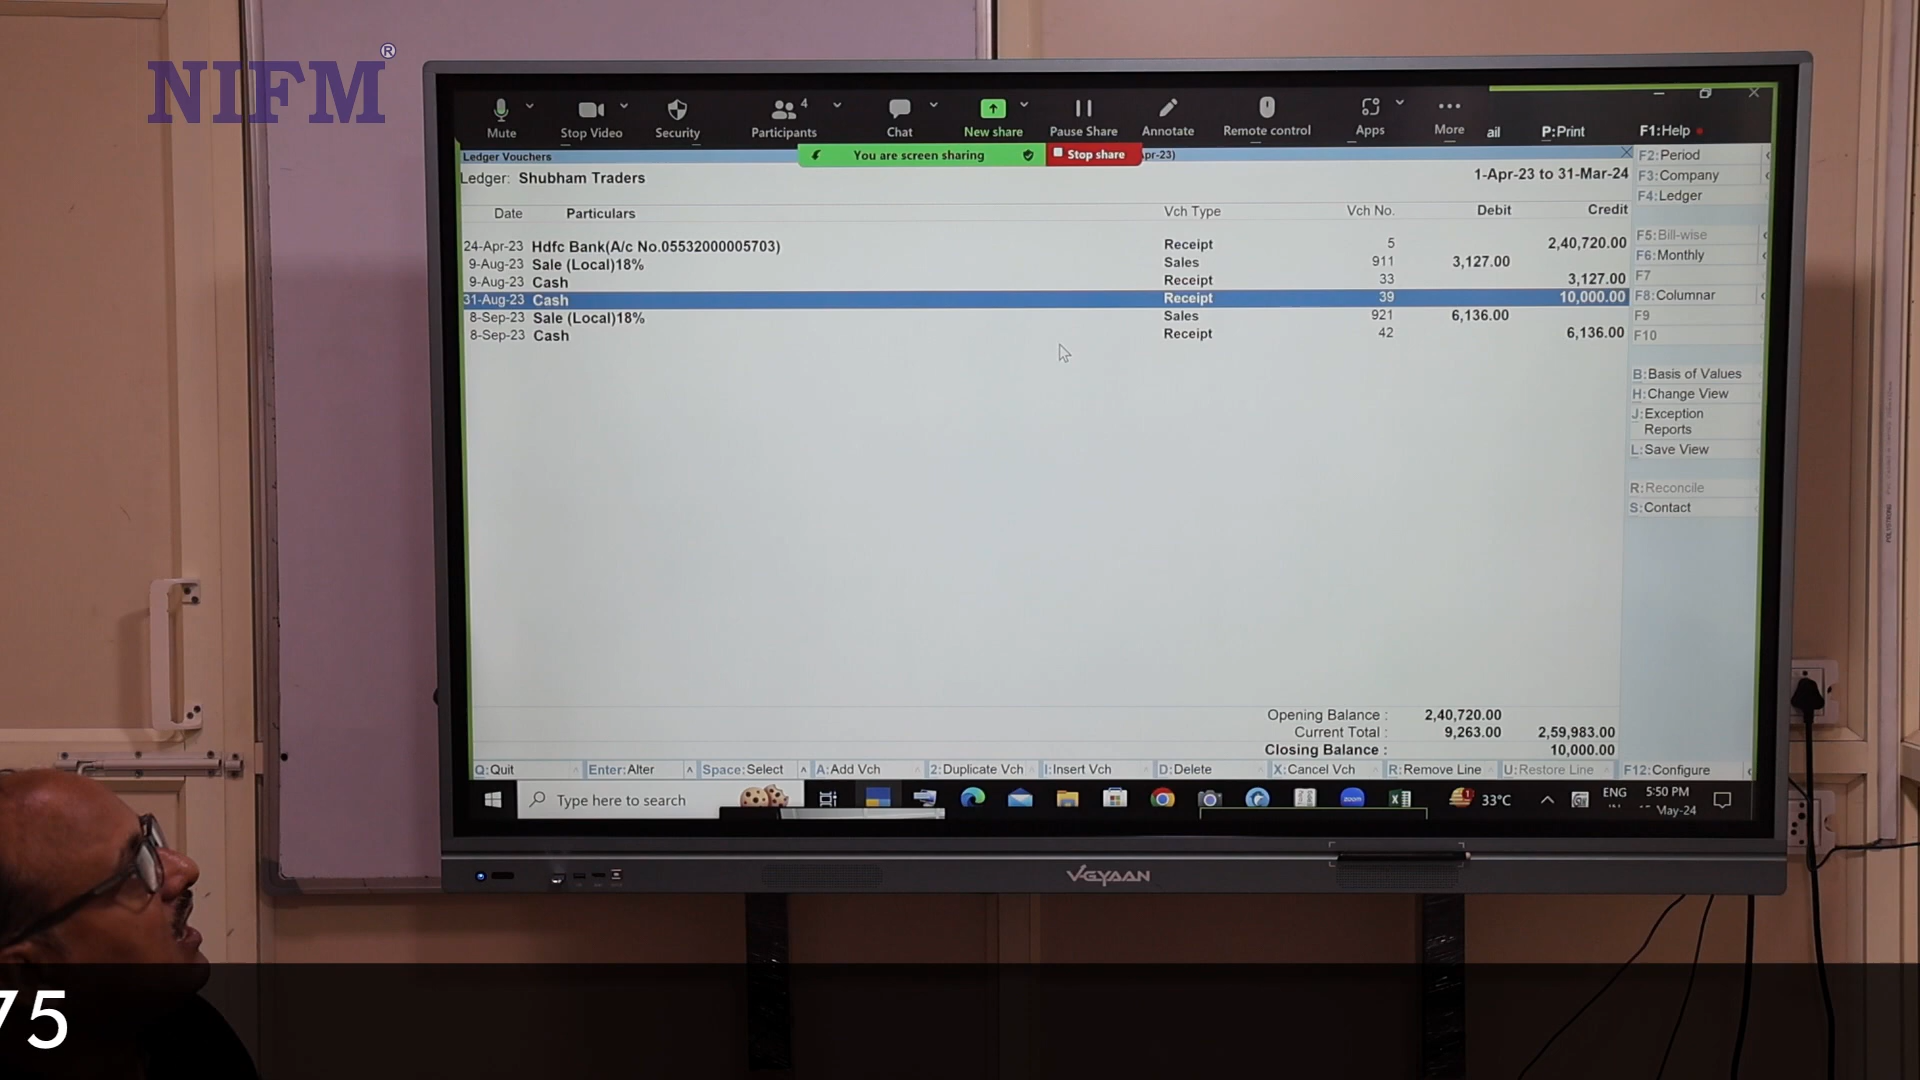 NIFM®
Mute
Stop Video
Security
Participants 4
Chat
New share
Pause Share
Annotate
Remote control
Apps
More
ail
P:Print
F1:Help
You are screen sharing
Stop share
Ledger Vouchers
pr-23)
Ledger: Shubham Traders
1-Apr-23 to 31-Mar-24
Date Particulars Vch Type Vch No. Debit Credit
24-Apr-23 Hdfc Bank(A/c No.05532000005703) Receipt 5 2,40,720.00
9-Aug-23 Sale (Local)18% Sales 911 3,127.00
9-Aug-23 Cash Receipt 33 3,127.00
31-Aug-23 Cash Receipt 39 10,000.00
8-Sep-23 Sale (Local)18% Sales 921 6,136.00
8-Sep-23 Cash Receipt 42 6,136.00
Opening Balance : 2,40,720.00
Current Total : 9,263.00 2,59,983.00
Closing Balance : 10,000.00
F2:Period
F3:Company
F4:Ledger
F5:Bill-wise
F6:Monthly
F7
F8:Columnar
F9
F10
B:Basis of Values
H:Change View
J:Exception
Reports
L:Save View
R:Reconcile
S:Contact
Q:Quit Enter:Alter Space:Select A:Add Vch 2:Duplicate Vch I:Insert Vch D:Delete X:Cancel Vch R:Remove Line U:Restore Line F12:Configure
Type here to search
zoom
33°C
ENG
5:50 PM
May-24
VGYAAN
75